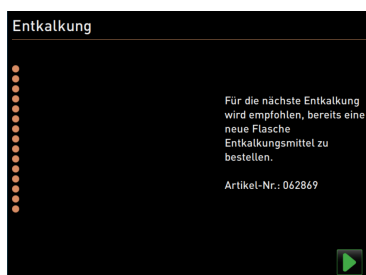 Entkalkung
Für die nächste Entkalkung
wird empfohlen, bereits eine
neue Flasche
Entkalkungsmittel zu
bestellen.
Artikel-Nr.: 062869